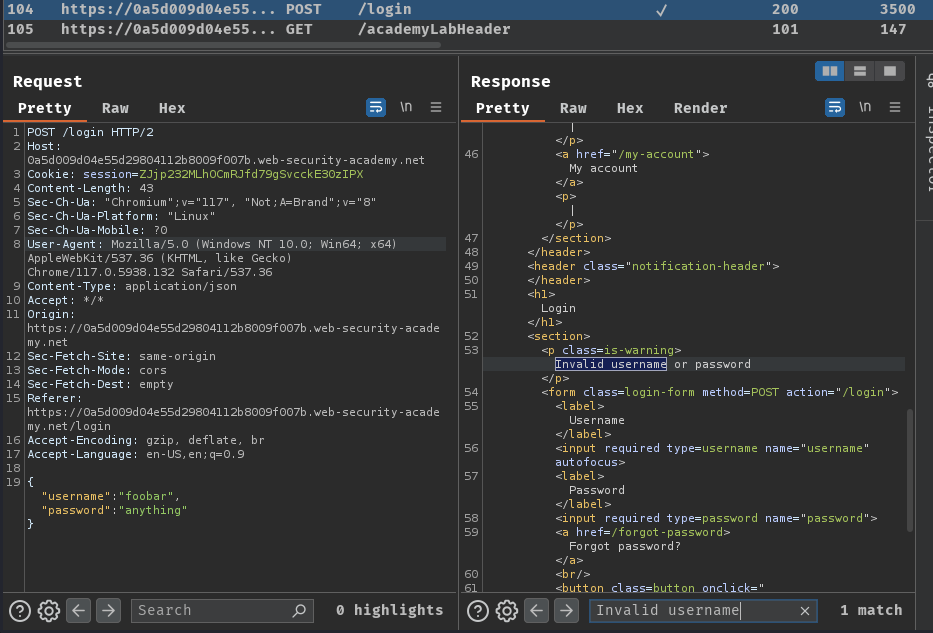 104 https://0a5d009d04e55... POST /login ✓ 200 3500
105 https://0a5d009d04e55... GET /academyLabHeader 101 147
Request
Pretty Raw Hex \n
1 POST /login HTTP/2
2 Host:
0a5d009d04e55d29804112b8009f007b.web-security-academy.net
3 Cookie: session=ZJjp232MLhOCmRJfd79gSvcckE3OzIPX
4 Content-Length: 43
5 Sec-Ch-Ua: "Chromium";v="117", "Not;A=Brand";v="8"
6 Sec-Ch-Ua-Platform: "Linux"
7 Sec-Ch-Ua-Mobile: ?0
8 User-Agent: Mozilla/5.0 (Windows NT 10.0; Win64; x64)
AppleWebKit/537.36 (KHTML, like Gecko)
Chrome/117.0.5938.132 Safari/537.36
9 Content-Type: application/json
10 Accept: */*
11 Origin:
https://0a5d009d04e55d29804112b8009f007b.web-security-acade
my.net
12 Sec-Fetch-Site: same-origin
13 Sec-Fetch-Mode: cors
14 Sec-Fetch-Dest: empty
15 Referer:
https://0a5d009d04e55d29804112b8009f007b.web-security-acade
my.net/login
16 Accept-Encoding: gzip, deflate, br
17 Accept-Language: en-US,en;q=0.9
18
19 {
"username":"foobar",
"password":"anything"
}
Search 0 highlights
Response
Pretty Raw Hex Render \n
|
</p>
46 <a href="/my-account">
My account
</a>
<p>
|
</p>
47 </section>
48 </header>
49 <header class="notification-header">
50 </header>
51 <h1>
Login
</h1>
52 <section>
53 <p class=is-warning>
Invalid username or password
</p>
54 <form class=login-form method=POST action="/login">
55 <label>
Username
</label>
56 <input required type=username name="username"
autofocus>
57 <label>
Password
</label>
58 <input required type=password name="password">
59 <a href=/forgot-password>
Forgot password?
</a>
60 <br/>
61 <button class=button onclick="
Invalid username 1 match
Inspector